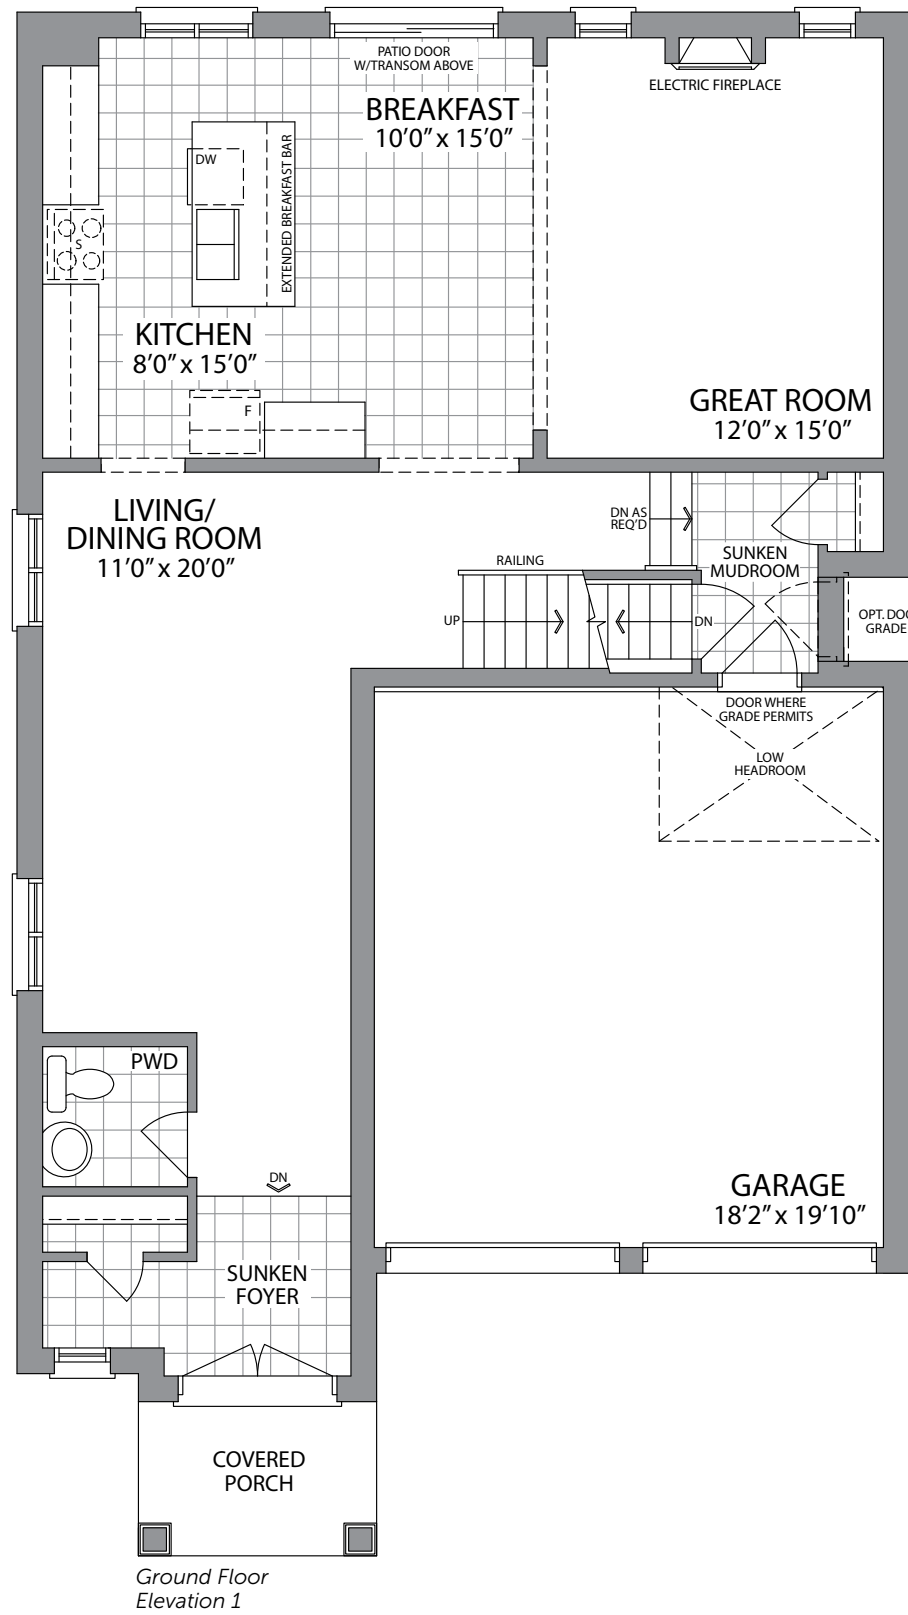 PATIO DOOR
W/TRANSOM ABOVE
ELECTRIC FIREPLACE
BREAKFAST
10'0" x 15'0"
DW
EXTENDED BREAKFAST BAR
S
KITCHEN
8'0" x 15'0"
F
GREAT ROOM
12'0" x 15'0"
LIVING/
DINING ROOM
11'0" x 20'0"
DN AS
REQ'D
SUNKEN
MUDROOM
RAILING
UP
DN
OPT. DOO
GRADE
DOOR WHERE
GRADE PERMITS
LOW
HEADROOM
PWD
DN
GARAGE
18'2" x 19'10"
SUNKEN
FOYER
COVERED
PORCH
Ground Floor
Elevation 1